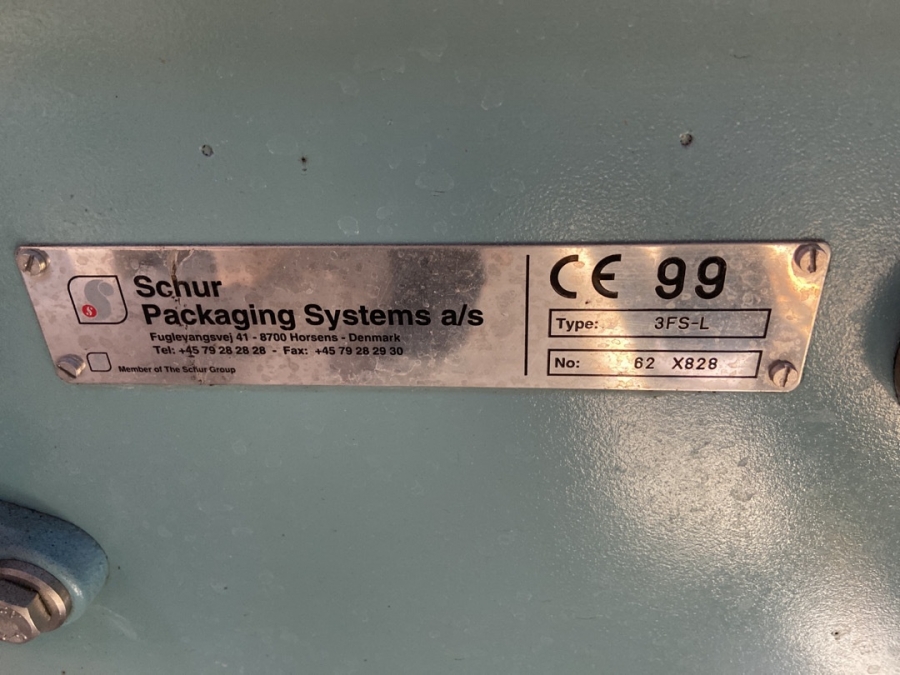 Schur
Packaging Systems a/s
Fuglevangsvej 41 - 8700 Horsens - Denmark
Tel: +45 79 28 28 28 - Fax: +45 79 28 29 30
Member of The Schur Group
CE 99
Type: 3FS-L
No: 62 X828